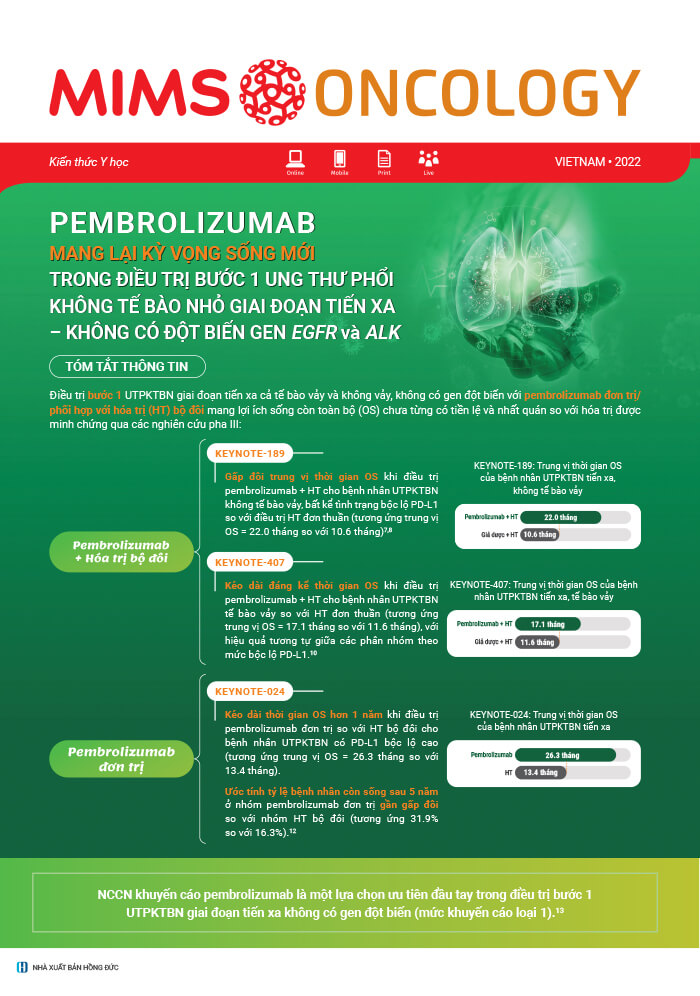 MIMS ONCOLOGY
Kiến thức Y học
Online
Mobile
Print
Live
VIETNAM • 2022
PEMBROLIZUMAB
MANG LẠI KỲ VỌNG SỐNG MỚI
TRONG ĐIỀU TRỊ BƯỚC 1 UNG THƯ PHỔI
KHÔNG TẾ BÀO NHỎ GIAI ĐOẠN TIẾN XA
– KHÔNG CÓ ĐỘT BIẾN GEN EGFR và ALK
TÓM TẮT THÔNG TIN
Điều trị bước 1 UTPKTBN giai đoạn tiến xa cả tế bào vảy và không vảy, không có gen đột biến với pembrolizumab đơn trị/
phối hợp với hóa trị (HT) bộ đôi mang lợi ích sống còn toàn bộ (OS) chưa từng có tiền lệ và nhất quán so với hóa trị được
minh chứng qua các nghiên cứu pha III:
Pembrolizumab
+ Hóa trị bộ đôi
KEYNOTE-189
Gấp đôi trung vị thời gian OS khi điều trị
pembrolizumab + HT cho bệnh nhân UTPKTBN
không tế bào vảy, bất kể tình trạng bộc lộ PD-L1
so với điều trị HT đơn thuần (tương ứng trung vị
OS = 22.0 tháng so với 10.6 tháng)⁷,⁸
KEYNOTE-189: Trung vị thời gian OS
của bệnh nhân UTPKTBN tiến xa,
không tế bào vảy
Pembrolizumab + HT 22.0 tháng
Giả dược + HT 10.6 tháng
KEYNOTE-407
Kéo dài đáng kể thời gian OS khi điều trị
pembrolizumab + HT cho bệnh nhân UTPKTBN
tế bào vảy so với HT đơn thuần (tương ứng
trung vị OS = 17.1 tháng so với 11.6 tháng), với
hiệu quả tương tự giữa các phân nhóm theo
mức bộc lộ PD-L1.¹⁰
KEYNOTE-407: Trung vị thời gian OS của bệnh
nhân UTPKTBN tiến xa, tế bào vảy
Pembrolizumab + HT 17.1 tháng
Giả dược + HT 11.6 tháng
Pembrolizumab
đơn trị
KEYNOTE-024
Kéo dài thời gian OS hơn 1 năm khi điều trị
pembrolizumab đơn trị so với HT bộ đôi cho
bệnh nhân UTPKTBN có PD-L1 bộc lộ cao
(tương ứng trung vị OS = 26.3 tháng so với
13.4 tháng).
Ước tính tỷ lệ bệnh nhân còn sống sau 5 năm
ở nhóm pembrolizumab đơn trị gần gấp đôi
so với nhóm HT bộ đôi (tương ứng 31.9%
so với 16.3%).¹²
KEYNOTE-024: Trung vị thời gian OS
của bệnh nhân UTPKTBN tiến xa
Pembrolizumab 26.3 tháng
HT 13.4 tháng
NCCN khuyến cáo pembrolizumab là một lựa chọn ưu tiên đầu tay trong điều trị bước 1
UTPKTBN giai đoạn tiến xa không có gen đột biến (mức khuyến cáo loại 1).¹³
NHÀ XUẤT BẢN HỒNG ĐỨC